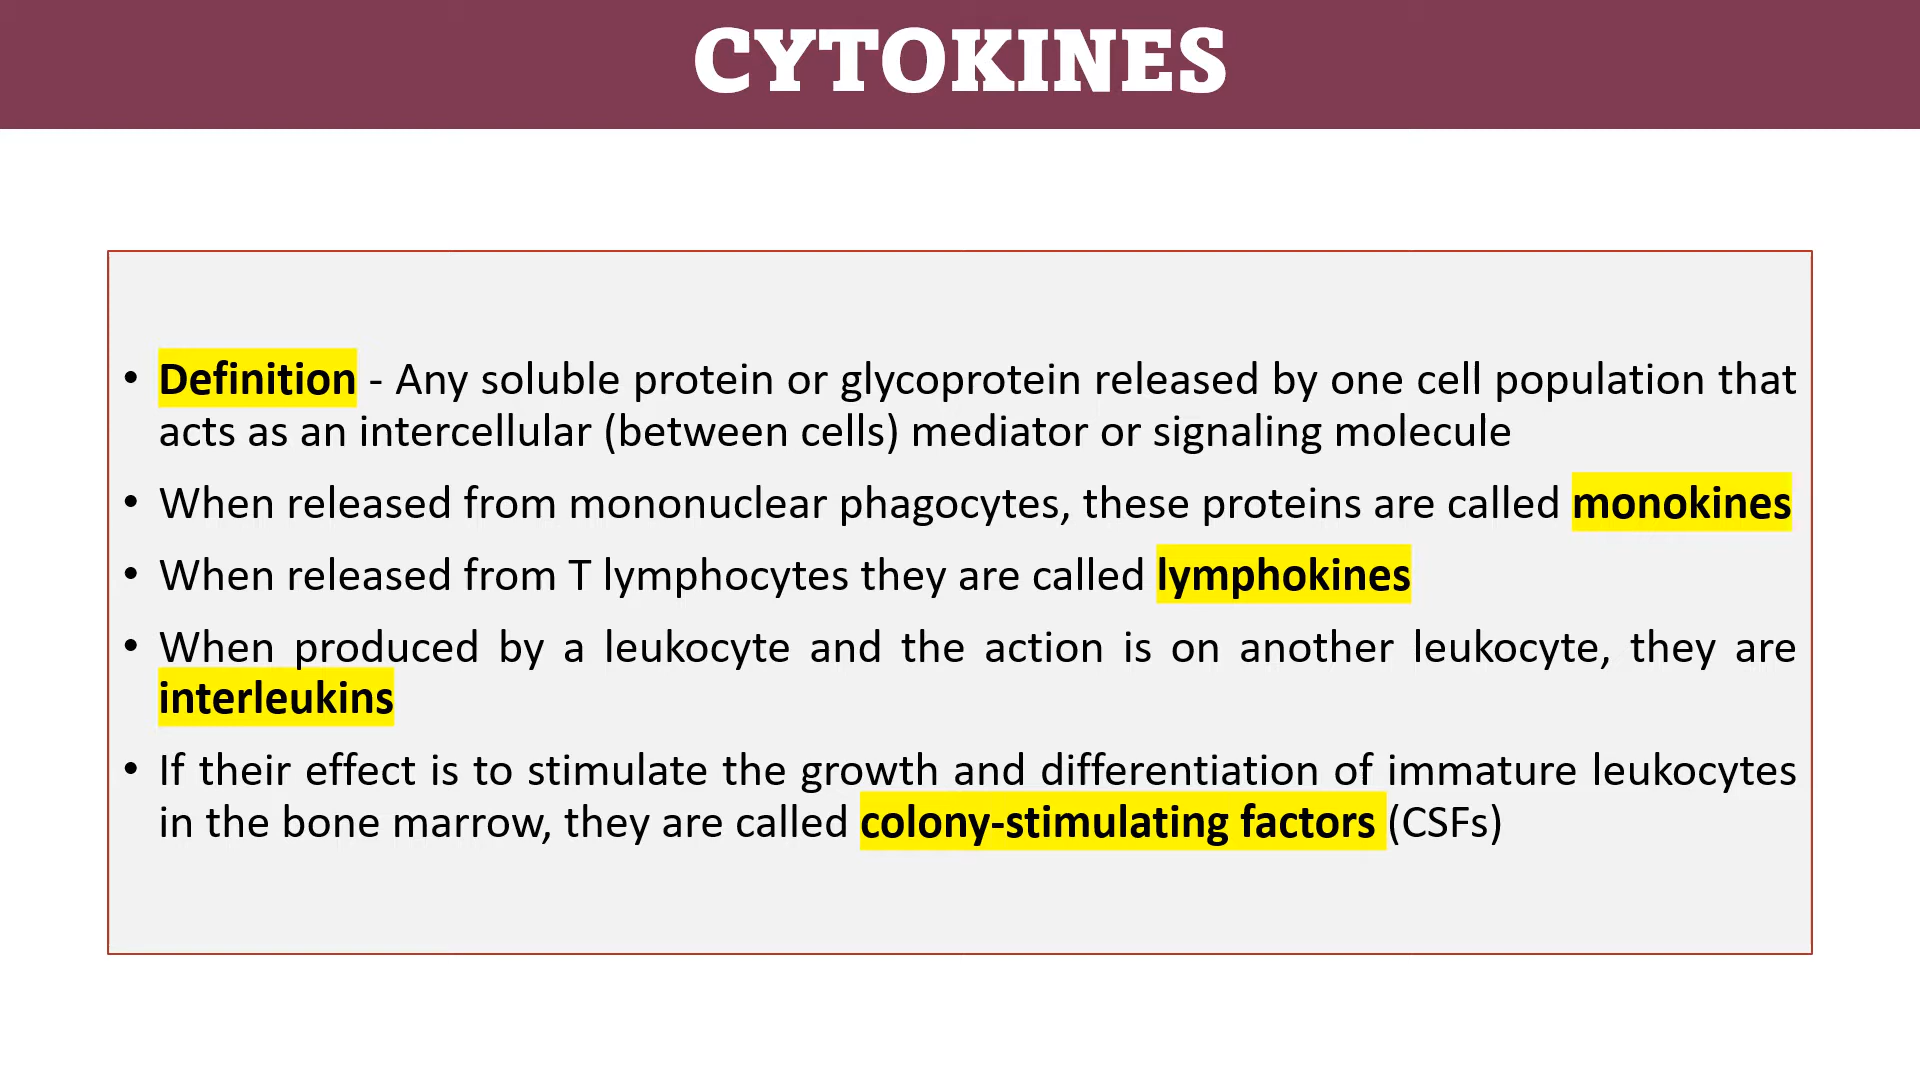 CYTOKINES
• Definition - Any soluble protein or glycoprotein released by one cell population that
acts as an intercellular (between cells) mediator or signaling molecule
• When released from mononuclear phagocytes, these proteins are called monokines
• When released from T lymphocytes they are called lymphokines
• When produced by a leukocyte and the action is on another leukocyte, they are
interleukins
• If their effect is to stimulate the growth and differentiation of immature leukocytes
in the bone marrow, they are called colony-stimulating factors (CSFs)